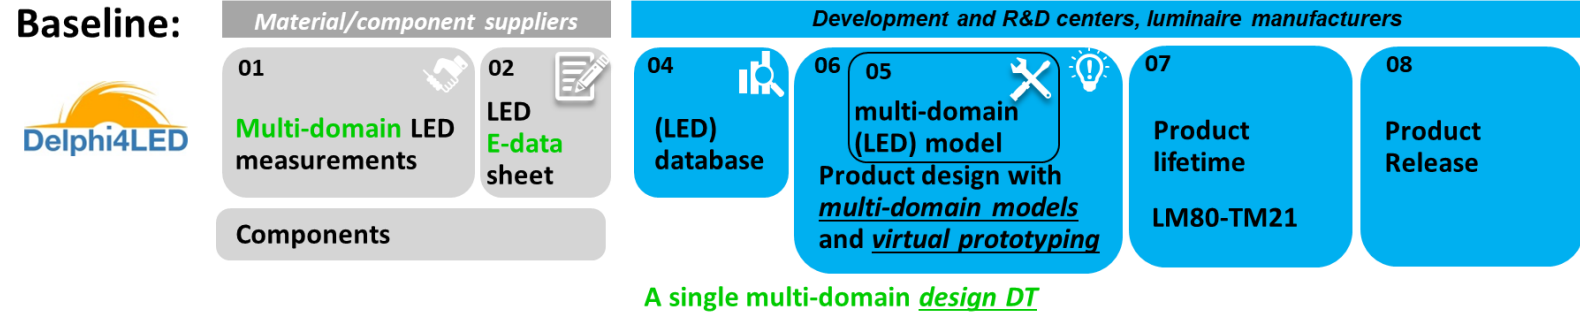 Baseline:
Delphi4LED
Material/component suppliers
01
Multi-domain LED
measurements
02
LED
E-data
sheet
Components
Development and R&D centers, luminaire manufacturers
04
(LED)
database
06
05
multi-domain
(LED) model
Product design with
multi-domain models
and virtual prototyping
07
Product
lifetime
LM80-TM21
08
Product
Release
A single multi-domain design DT